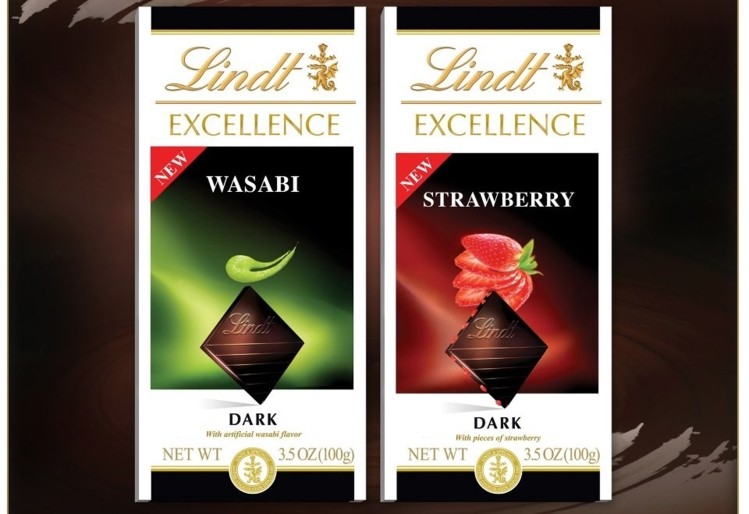 Lindt
EXCELLENCE
NEW
WASABI
Lindt
DARK
With artificial wasabi flavor
NET WT 3.5 OZ (100g)
Lindt
EXCELLENCE
NEW
STRAWBERRY
Lindt
DARK
With pieces of strawberry
NET WT 3.5 OZ (100g)